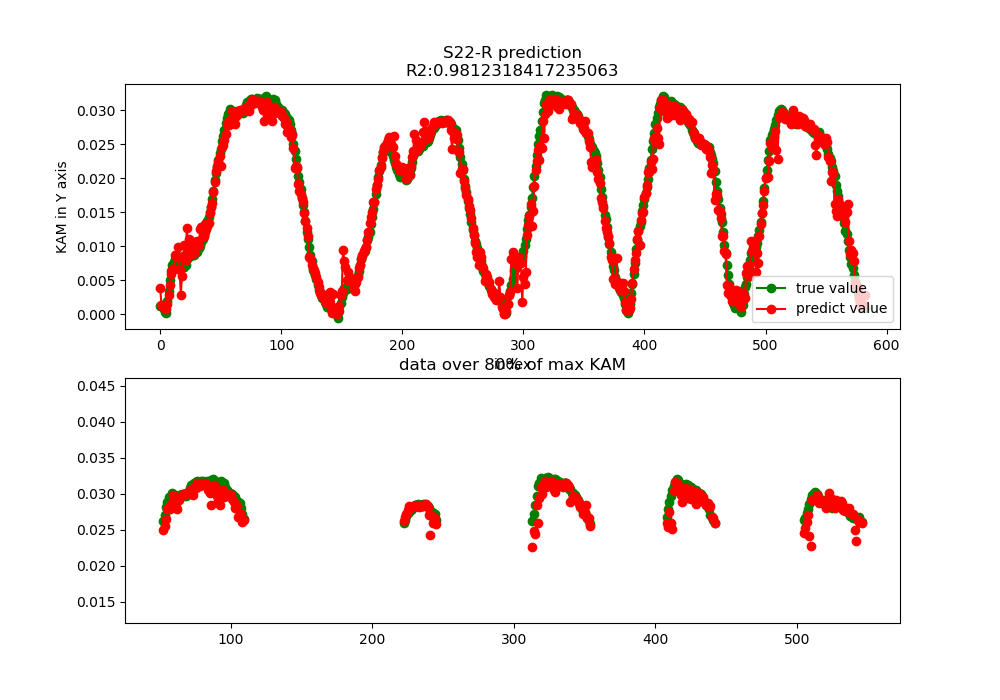 S22-R prediction
R2:0.9812318417235063
KAM in Y axis
0.030
0.025
0.020
0.015
0.010
0.005
0.000
true value
predict value
0 100 200 300 400 500 600
index
data over 80% of max KAM
0.045
0.040
0.035
0.030
0.025
0.020
0.015
100 200 300 400 500